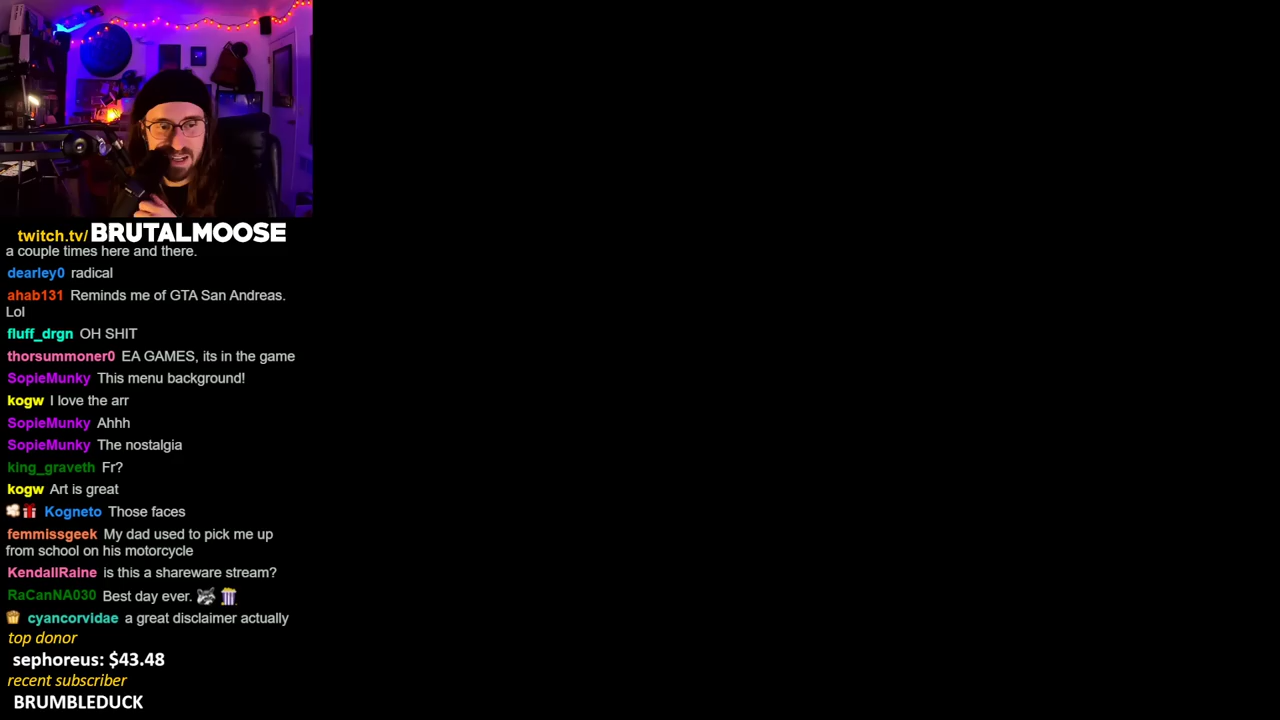 twitch.tv/BRUTALMOOSE
a couple times here and there.
dearley0 radical
ahab131 Reminds me of GTA San Andreas.
Lol
fluff_drgn OH SHIT
thorsummoner0 EA GAMES, its in the game
SopieMunky This menu background!
kogw I love the arr
SopieMunky Ahhh
SopieMunky The nostalgia
king_graveth Fr?
kogw Art is great
Kogneto Those faces
femmissgeek My dad used to pick me up
from school on his motorcycle
KendallRaine is this a shareware stream?
RaCanNA030 Best day ever.
cyancorvidae a great disclaimer actually
top donor
sephoreus: $43.48
recent subscriber
BRUMBLEDUCK